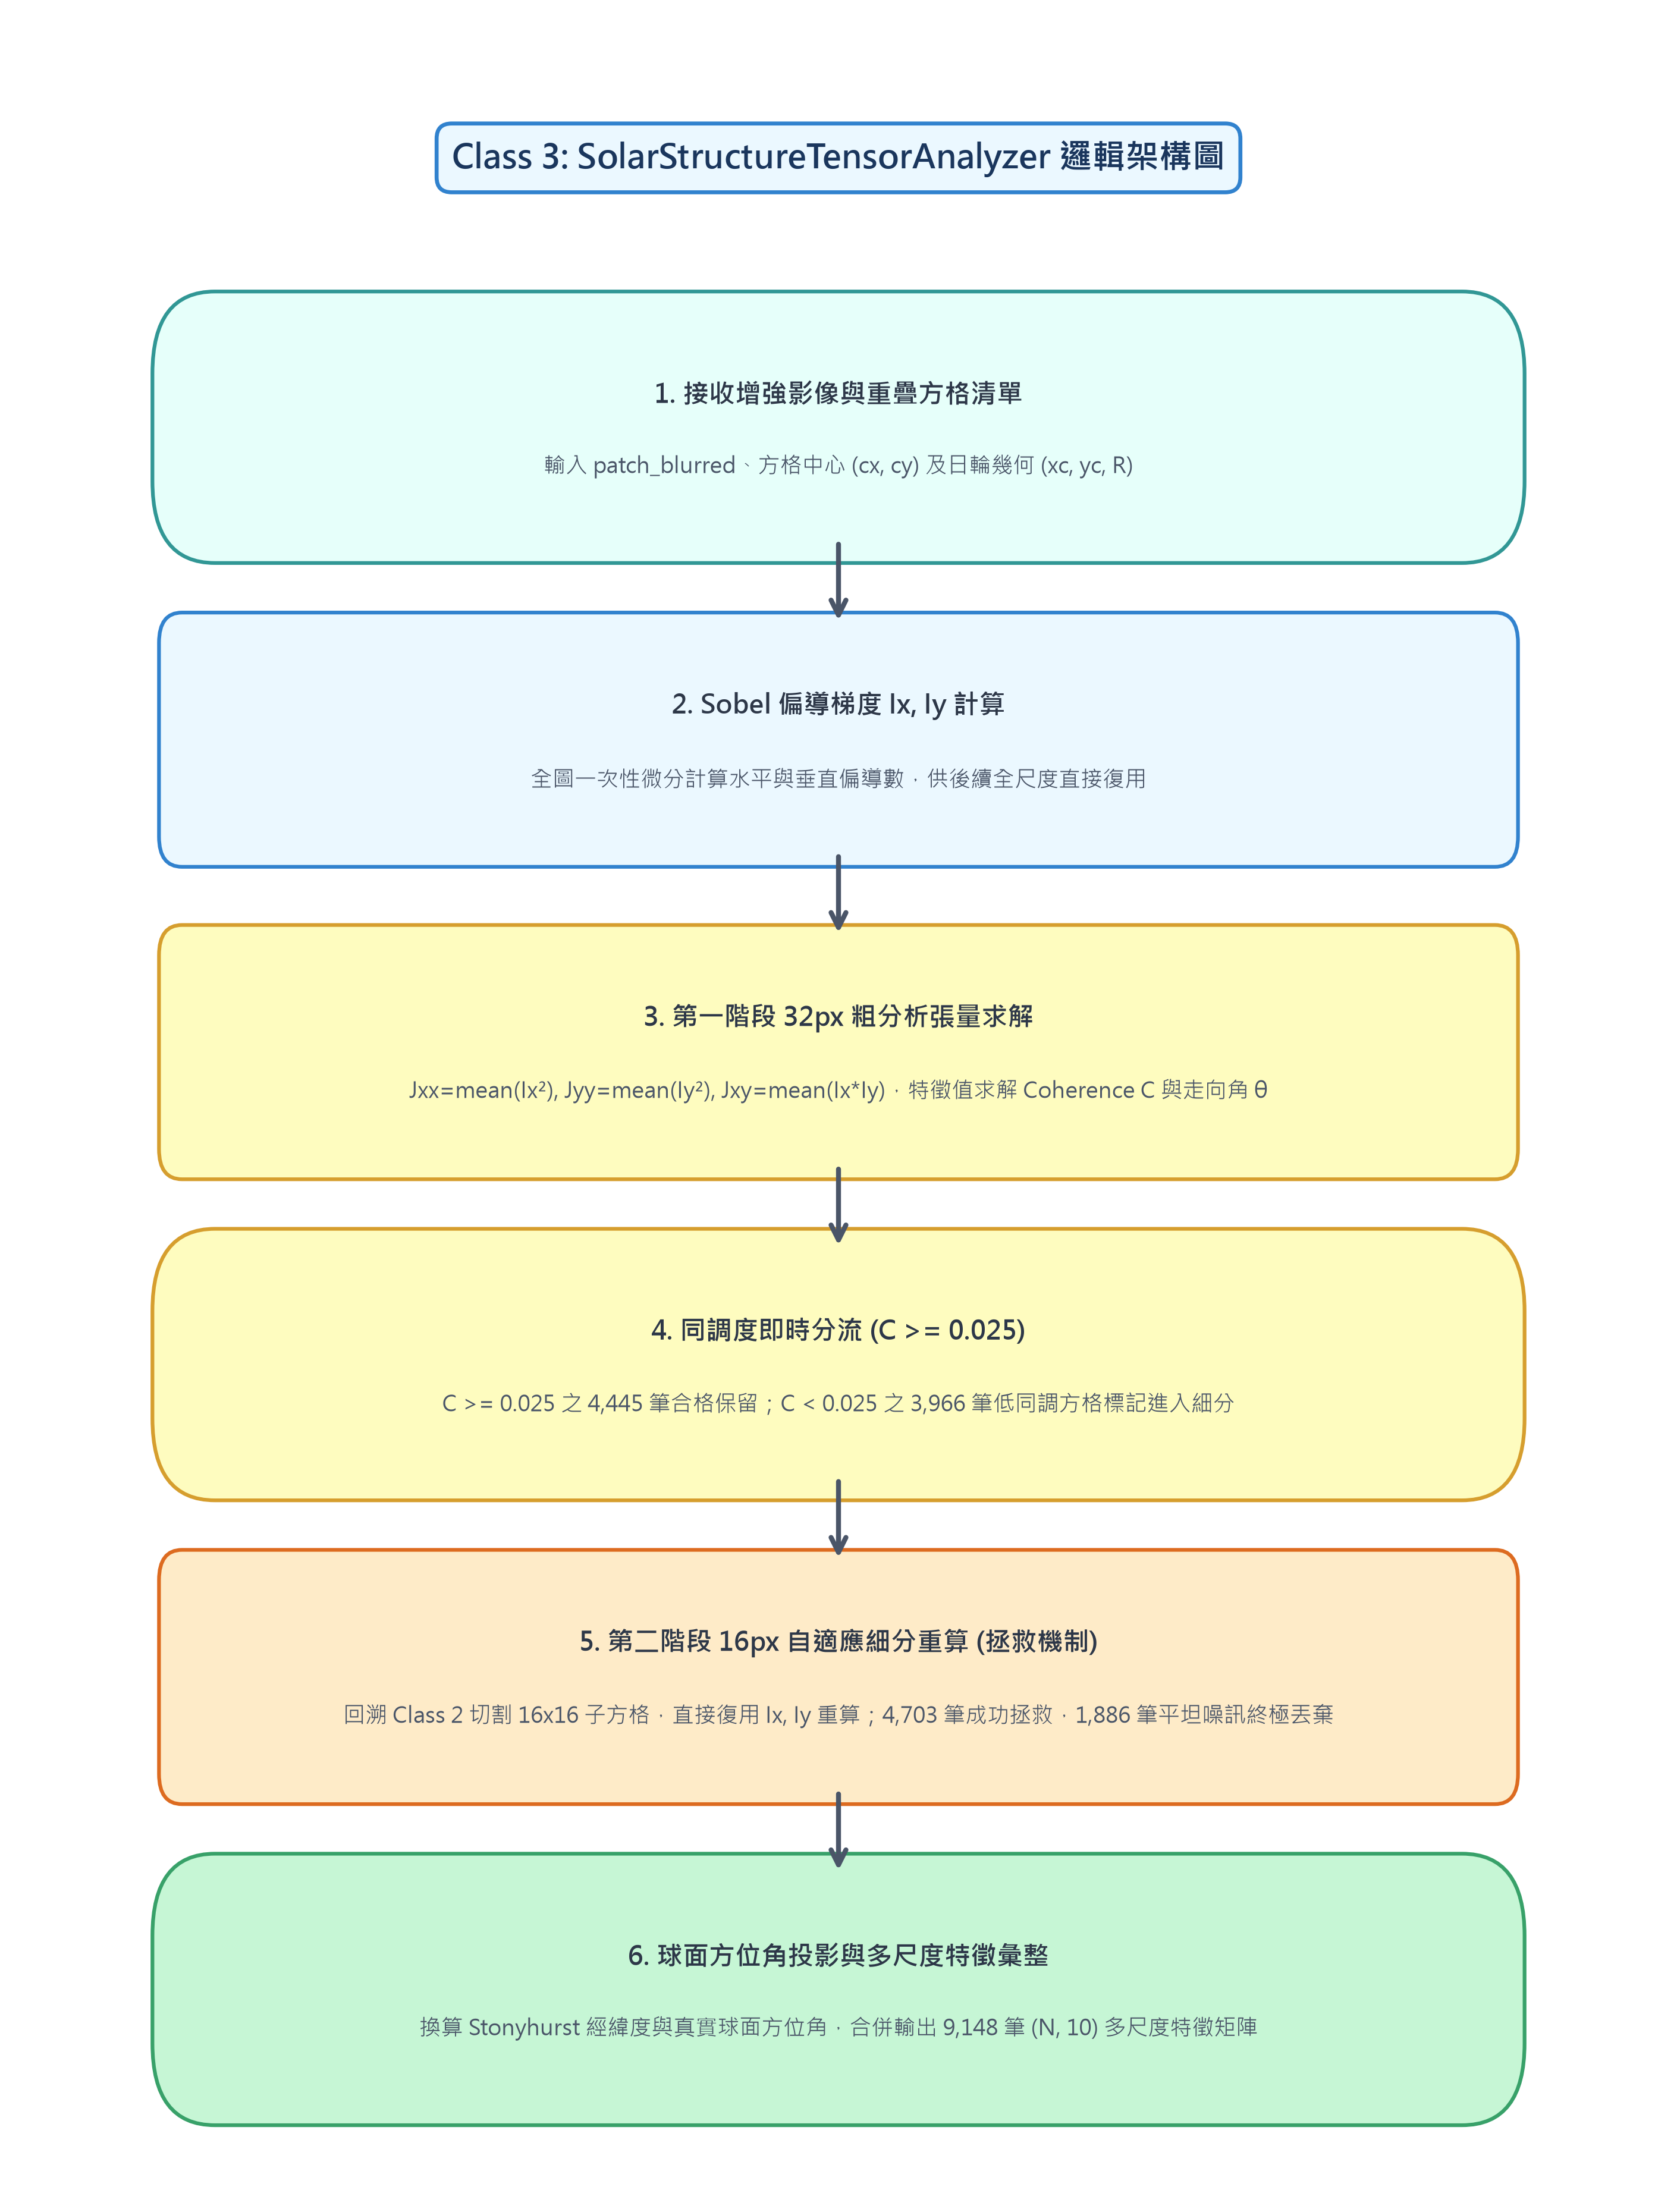 Class 3: SolarStructureTensorAnalyzer 邏輯架構圖
1. 接收增強影像與重疊方格清單
輸入 patch_blurred、方格中心 (cx, cy) 及日輪幾何 (xc, yc, R)
2. Sobel 偏導梯度 Ix, Iy 計算
全圖一次性微分計算水平與垂直偏導數，供後續全尺度直接復用
3. 第一階段 32px 粗分析張量求解
Jxx=mean(Ix²), Jyy=mean(Iy²), Jxy=mean(Ix*Iy)，特徵值求解 Coherence C 與走向角 θ
4. 同調度即時分流 (C >= 0.025)
C >= 0.025 之 4,445 筆合格保留；C < 0.025 之 3,966 筆低同調方格標記進入細分
5. 第二階段 16px 自適應細分重算 (拯救機制)
回溯 Class 2 切割 16x16 子方格，直接復用 Ix, Iy 重算；4,703 筆成功拯救，1,886 筆平坦噪訊終極丟棄
6. 球面方位角投影與多尺度特徵彙整
換算 Stonyhurst 經緯度與真實球面方位角，合併輸出 9,148 筆 (N, 10) 多尺度特徵矩陣